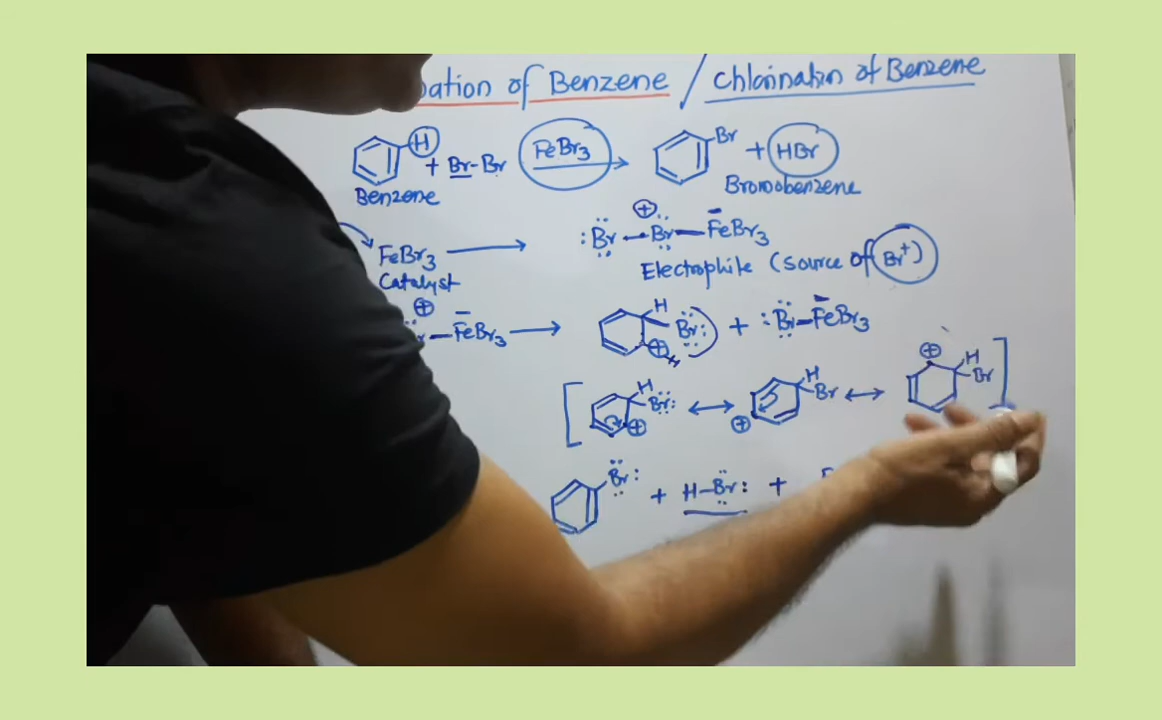 ation of Benzene / Chlorination of Benzene
H + Br-Br FeBr3 Br + HBr
Benzene Bromobenzene
FeBr3 :Br-Br-FeBr3
Catalyst Electrophile (source of Br+)
-FeBr3 H Br: + :Br-FeBr3
H
H Br: H Br H Br
Br: + H-Br: +